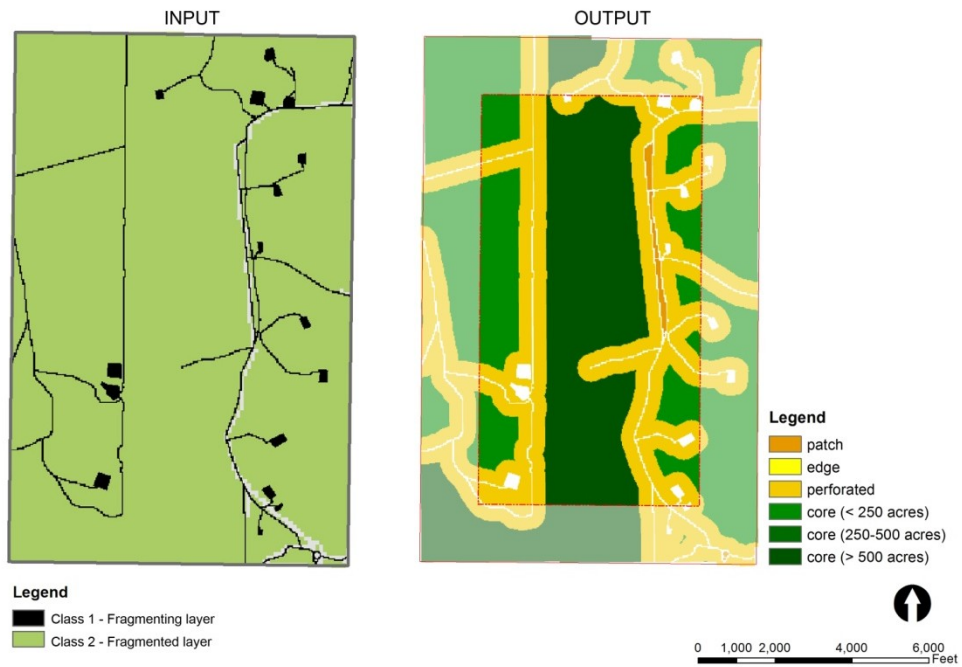 INPUT
OUTPUT
Legend
patch
edge
perforated
core (< 250 acres)
core (250-500 acres)
core (> 500 acres)
Legend
Class 1 - Fragmenting layer
Class 2 - Fragmented layer
0 1,000 2,000 4,000 6,000
Feet